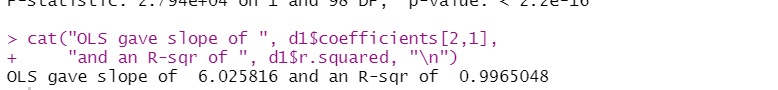 F-statistic: 2.794e+04 on 1 and 98 DF,  p-value: < 2.2e-16
> cat("OLS gave slope of ", d1$coefficients[2,1],
+     "and an R-sqr of ", d1$r.squared, "\n")
OLS gave slope of  6.025816 and an R-sqr of  0.9965048